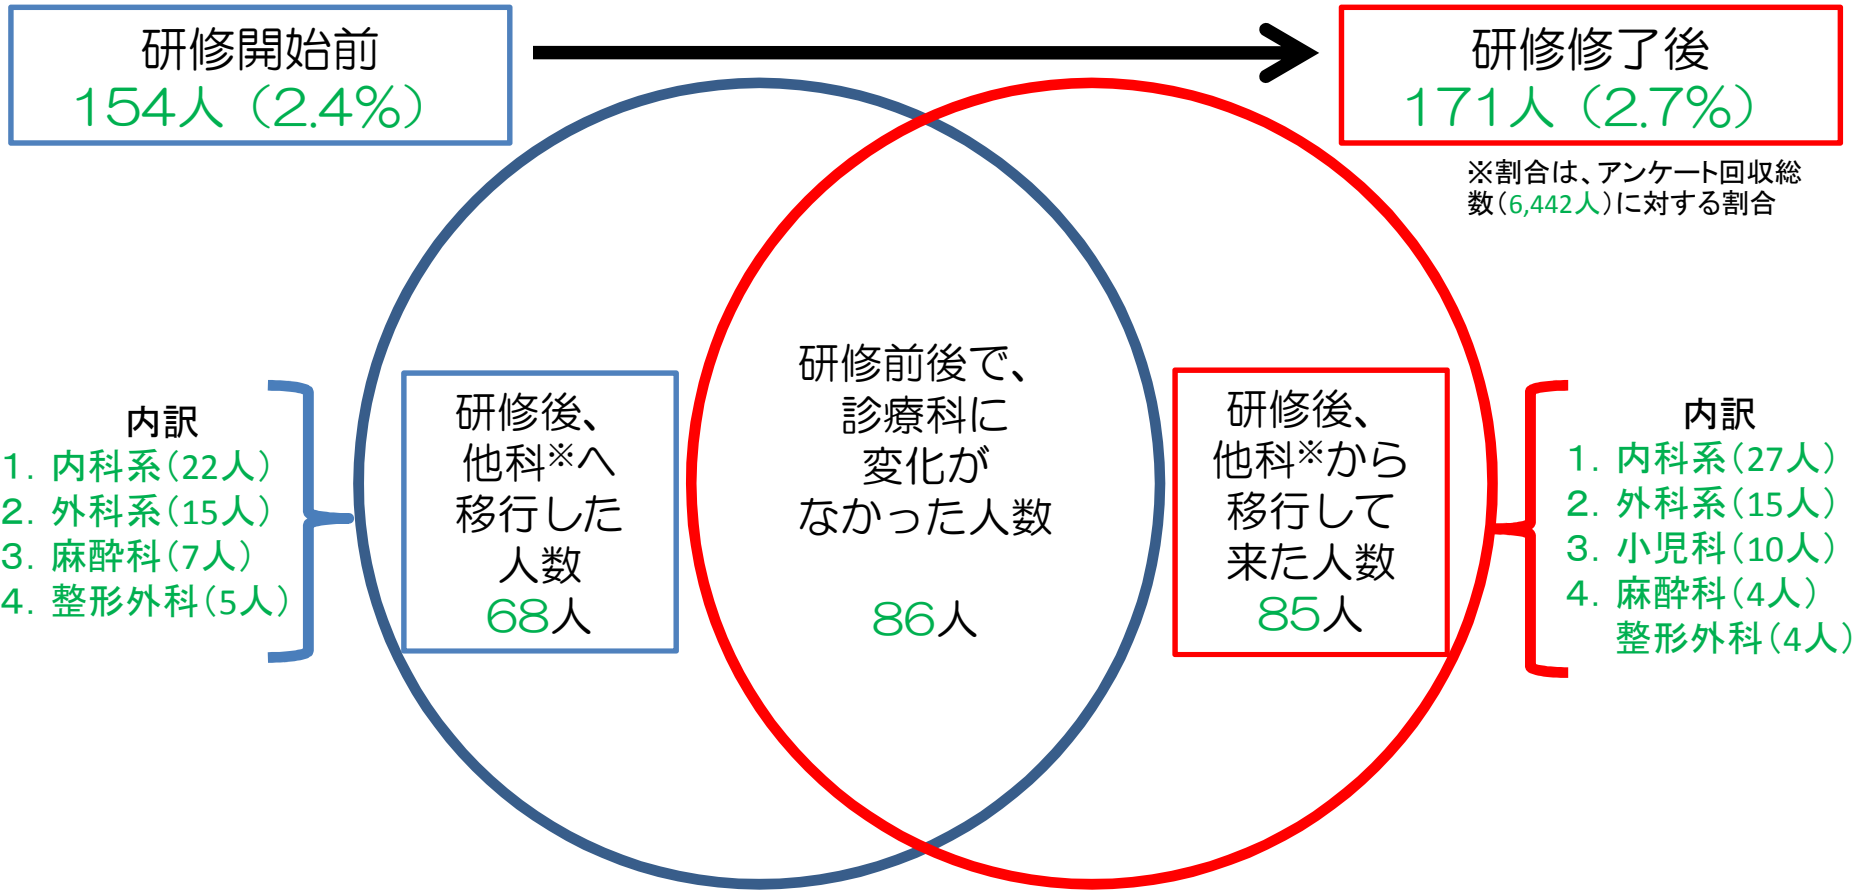 研修開始前
154人（2.4%）
研修修了後
171人（2.7%）
※割合は、アンケート回収総
数（6,442人）に対する割合
内訳
1. 内科系（22人）
2. 外科系（15人）
3. 麻酔科（7人）
4. 整形外科（5人）
研修後、
他科※へ
移行した
人数
68人
研修前後で、
診療科に
変化が
なかった人数
86人
研修後、
他科※から
移行して
来た人数
85人
内訳
1. 内科系（27人）
2. 外科系（15人）
3. 小児科（10人）
4. 麻酔科（4人）
整形外科（4人）